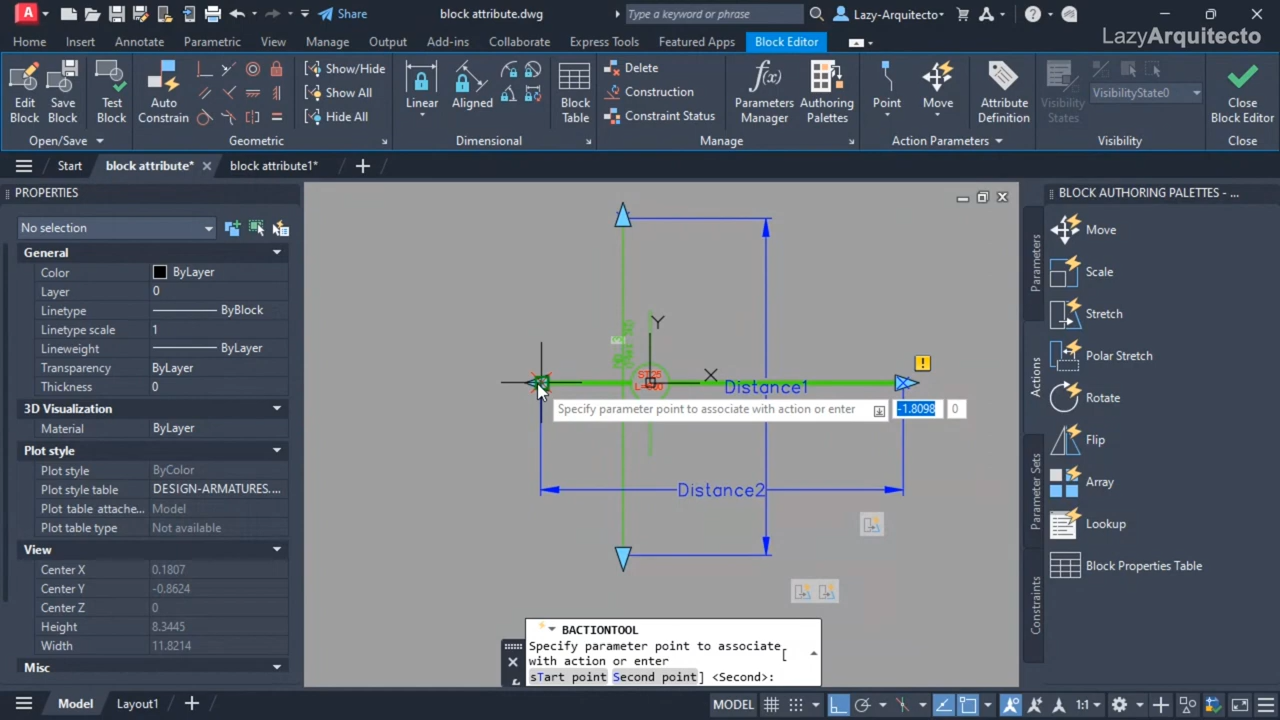 A
Share
block attribute.dwg
Type a keyword or phrase
Lazy-Arquitecto
LazyArquitecto
Home
Insert
Annotate
Parametric
View
Manage
Output
Add-ins
Collaborate
Express Tools
Featured Apps
Block Editor
Edit
Block
Save
Block
Test
Block
Auto
Constrain
Show/Hide
Show All
Hide All
Linear
Aligned
Block
Table
Delete
Construction
Constraint Status
f(x)
Parameters
Manager
Authoring
Palettes
Point
Move
Attribute
Definition
Visibility
States
VisibilityState0
Close
Block Editor
Open/Save
Geometric
Dimensional
Manage
Action Parameters
Visibility
Close
Start
block attribute*
block attribute1*
PROPERTIES
No selection
General
Color ByLayer
Layer 0
Linetype ByBlock
Linetype scale 1
Lineweight ByLayer
Transparency ByLayer
Thickness 0
3D Visualization
Material ByLayer
Plot style
Plot style ByColor
Plot style table DESIGN-ARMATURES....
Plot table attache... Model
Plot table type Not available
View
Center X 0.1807
Center Y -0.8624
Center Z 0
Height 8.3445
Width 11.8214
Misc
Y
X
Distance1
Distance2
!
Specify parameter point to associate with action or enter
-1.8098
0
BACTIONTOOL
Specify parameter point to associate
with action or enter [
sTart point Second point] <Second>:
BLOCK AUTHORING PALETTES - ...
Parameters
Actions
Parameter Sets
Constraints
Move
Scale
Stretch
Polar Stretch
Rotate
Flip
Array
Lookup
Block Properties Table
Model
Layout1
MODEL
1:1